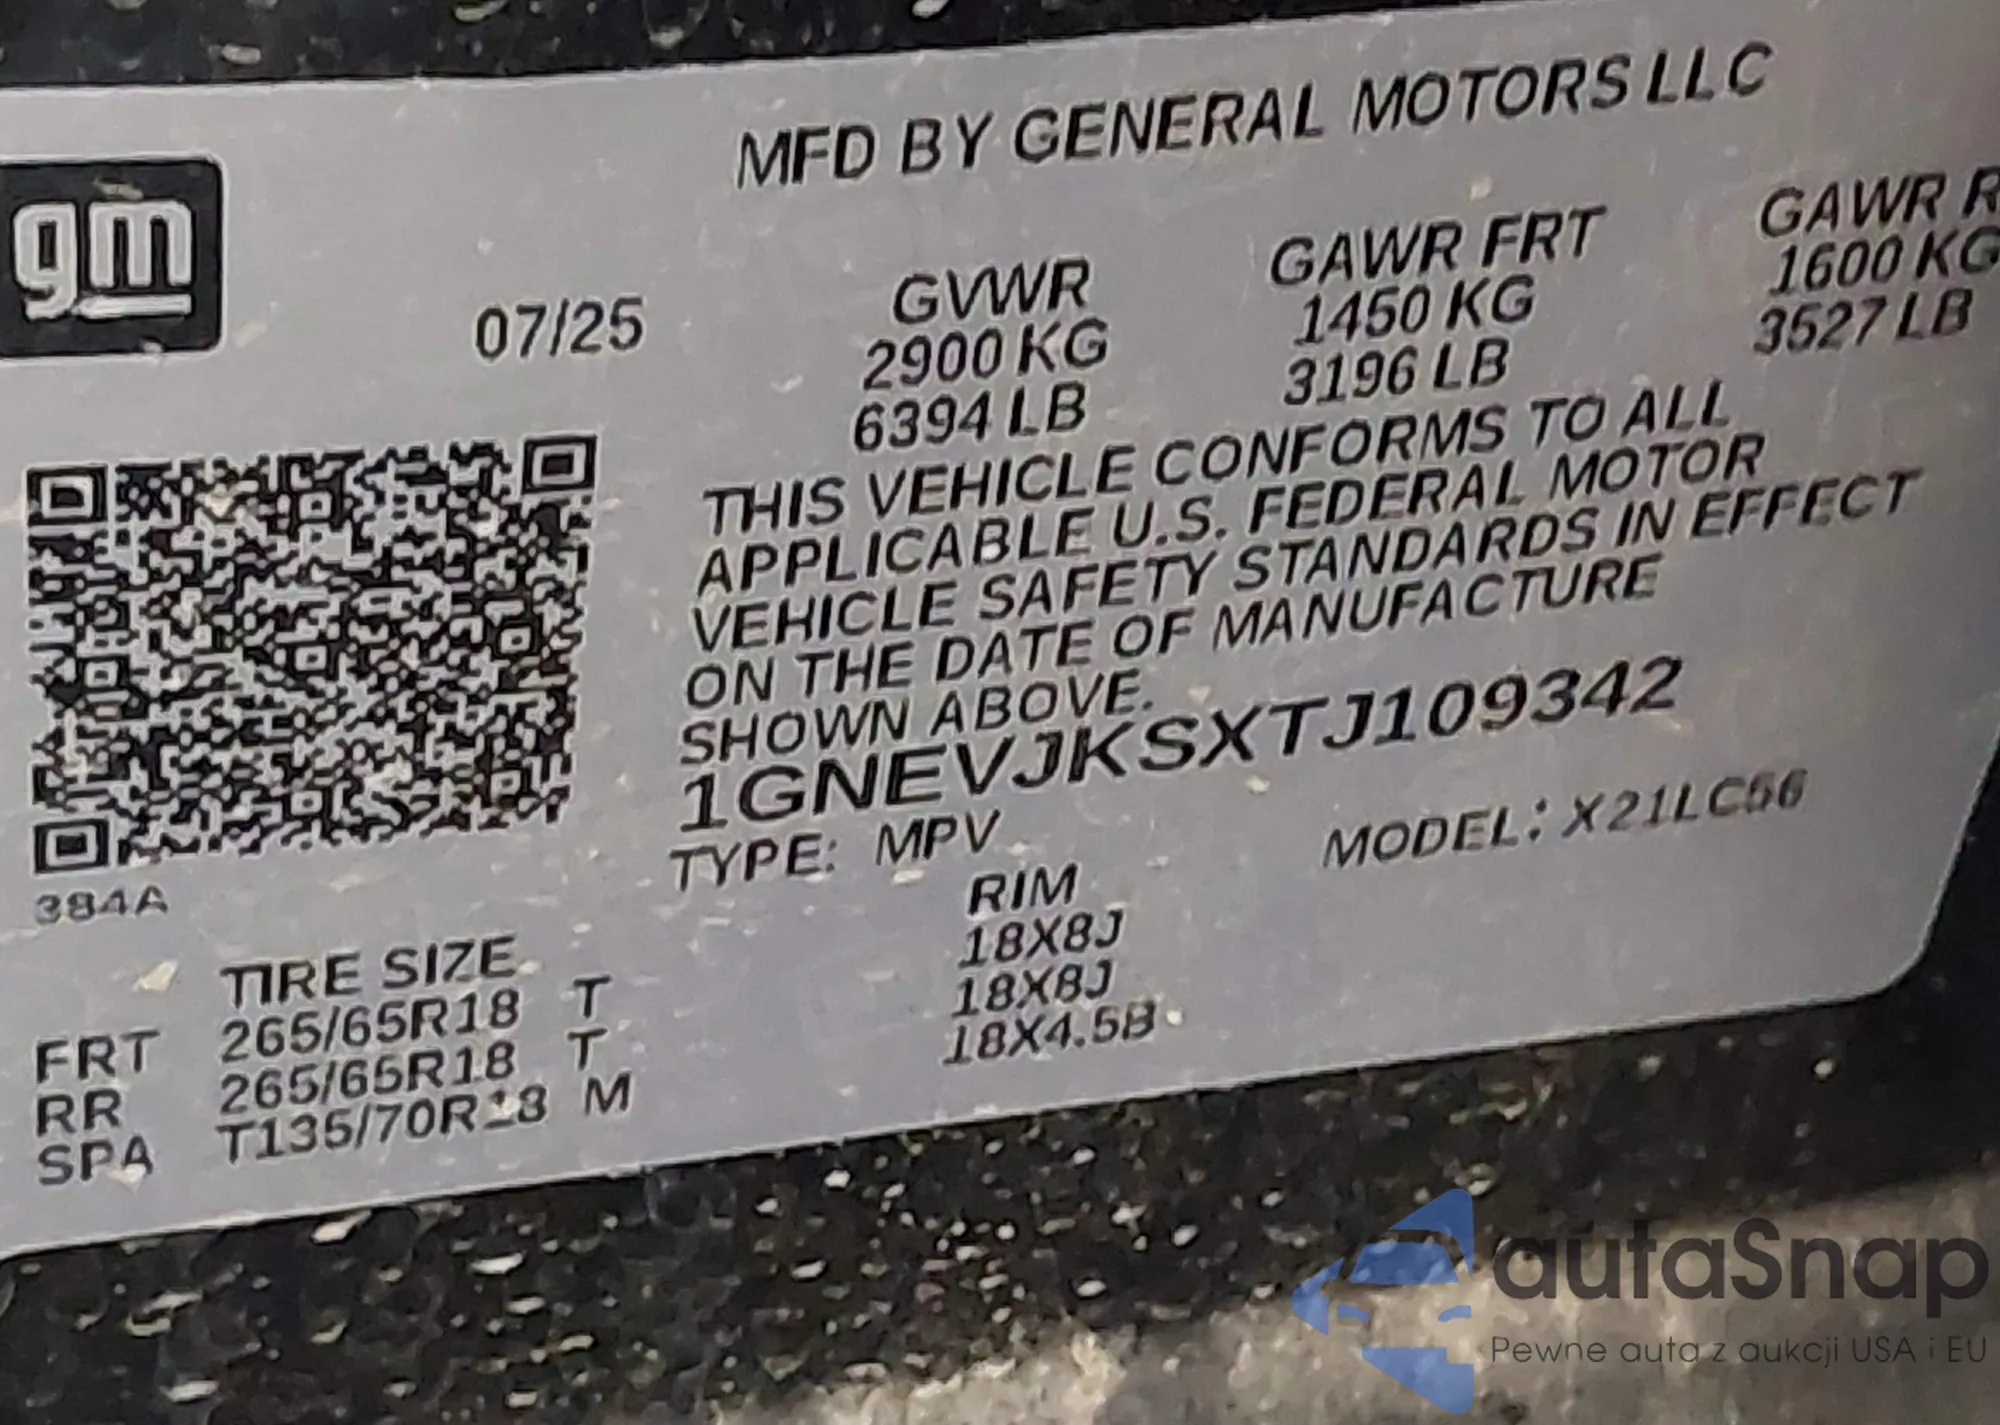 MFD BY GENERAL MOTORS LLC
gm
07/25
GVWR
2900 KG
6394 LB
GAWR FRT
1450 KG
3196 LB
GAWR R
1600 KG
3527 LB
THIS VEHICLE CONFORMS TO ALL
APPLICABLE U.S. FEDERAL MOTOR
VEHICLE SAFETY STANDARDS IN EFFECT
ON THE DATE OF MANUFACTURE
SHOWN ABOVE.
1GNEVJKSXTJ109342
TYPE: MPV
MODEL: X21LC56
384A
TIRE SIZE RIM
FRT 265/65R18 T 18X8J
RR 265/65R18 T 18X8J
SPA T135/70R18 M 18X4.5B
autaSnap
Pewne auta z aukcji USA i EU